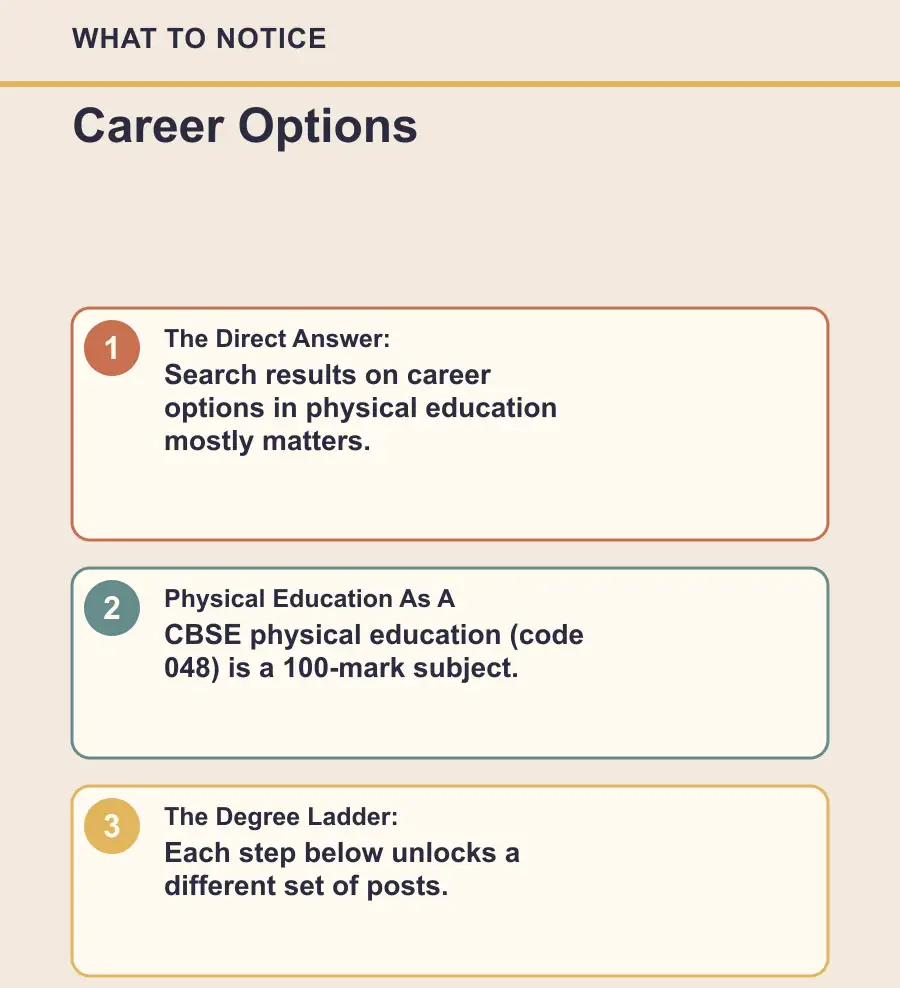 WHAT TO NOTICE
Career Options
1
The Direct Answer:
Search results on career
options in physical education
mostly matters.
2
Physical Education As A
CBSE physical education (code
048) is a 100-mark subject.
3
The Degree Ladder:
Each step below unlocks a
different set of posts.